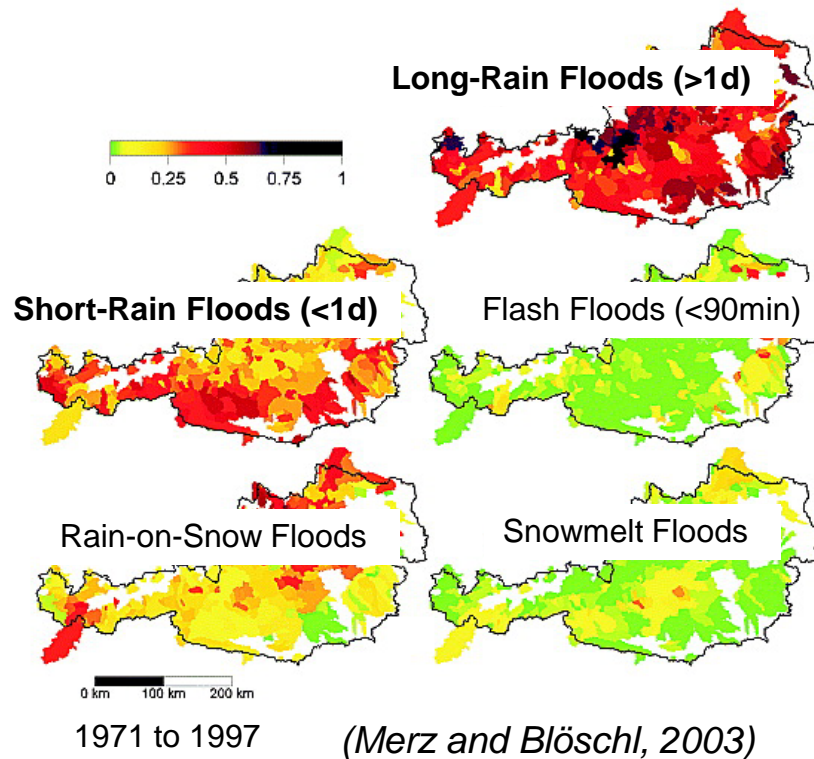 Long-Rain Floods (>1d)
0 0.25 0.5 0.75 1
Short-Rain Floods (<1d)
Flash Floods (<90min)
Rain-on-Snow Floods
Snowmelt Floods
0 km 100 km 200 km
1971 to 1997
(Merz and Blöschl, 2003)